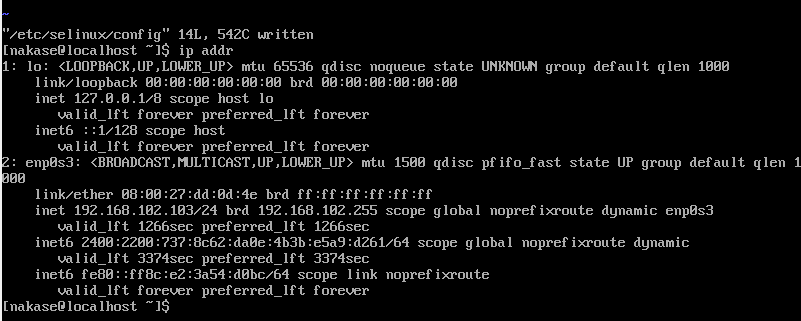 ~
"/etc/selinux/config" 14L, 542C written
[nakase@localhost ~]$ ip addr
1: lo: <LOOPBACK,UP,LOWER_UP> mtu 65536 qdisc noqueue state UNKNOWN group default qlen 1000
    link/loopback 00:00:00:00:00:00 brd 00:00:00:00:00:00
    inet 127.0.0.1/8 scope host lo
       valid_lft forever preferred_lft forever
    inet6 ::1/128 scope host
       valid_lft forever preferred_lft forever
2: enp0s3: <BROADCAST,MULTICAST,UP,LOWER_UP> mtu 1500 qdisc pfifo_fast state UP group default qlen 1
000
    link/ether 08:00:27:dd:0d:4e brd ff:ff:ff:ff:ff:ff
    inet 192.168.102.103/24 brd 192.168.102.255 scope global noprefixroute dynamic enp0s3
       valid_lft 1266sec preferred_lft 1266sec
    inet6 2400:2200:737:8c62:da0e:4b3b:e5a9:d261/64 scope global noprefixroute dynamic
       valid_lft 3374sec preferred_lft 3374sec
    inet6 fe80::ff8c:e2:3a54:d0bc/64 scope link noprefixroute
       valid_lft forever preferred_lft forever
[nakase@localhost ~]$